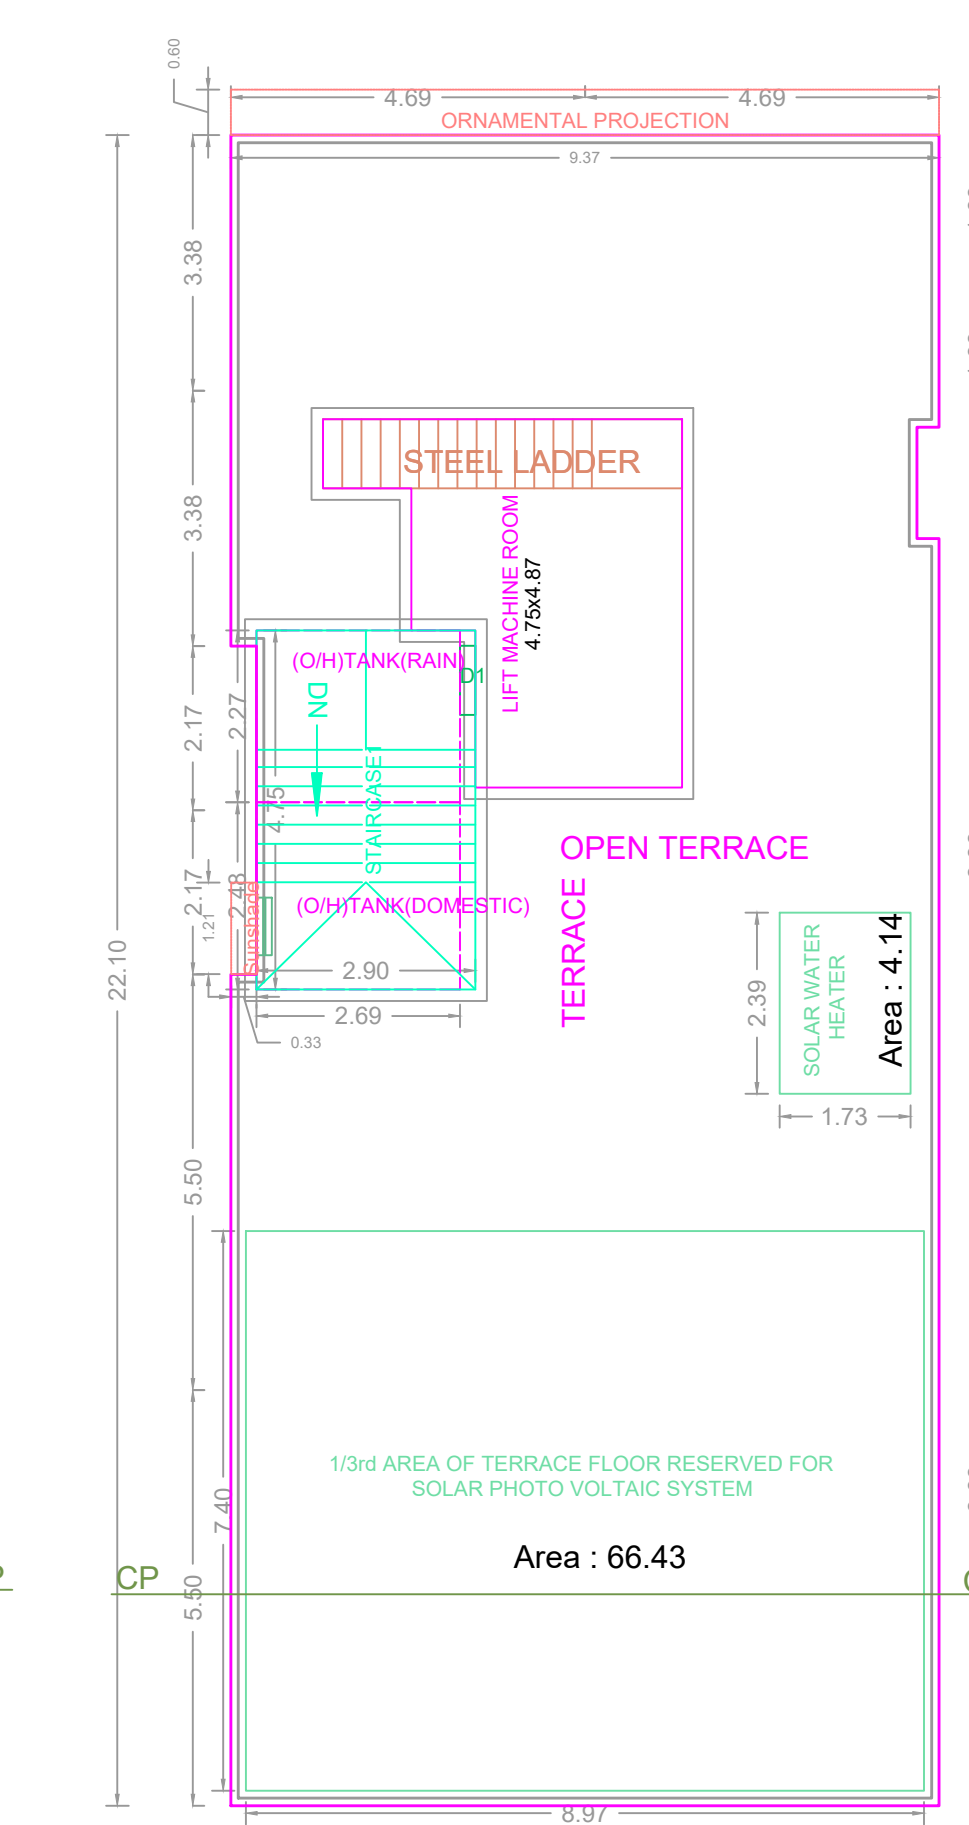 0.60
4.69
4.69
ORNAMENTAL PROJECTION
9.37
3.38
STEEL LADDER
3.38
LIFT MACHINE ROOM
4.75x4.87
(O/H)TANK(RAIN)
D1
DN
2.27
2.17
STAIRCASE1
4.75
OPEN TERRACE
TERRACE
2.17
2.48
1.21
Sunshade
(O/H)TANK(DOMESTIC)
22.10
2.90
2.69
0.33
2.39
SOLAR WATER
HEATER
Area : 4.14
1.73
5.50
1/3rd AREA OF TERRACE FLOOR RESERVED FOR
SOLAR PHOTO VOLTAIC SYSTEM
7.40
Area : 66.43
CP
5.50
8.97